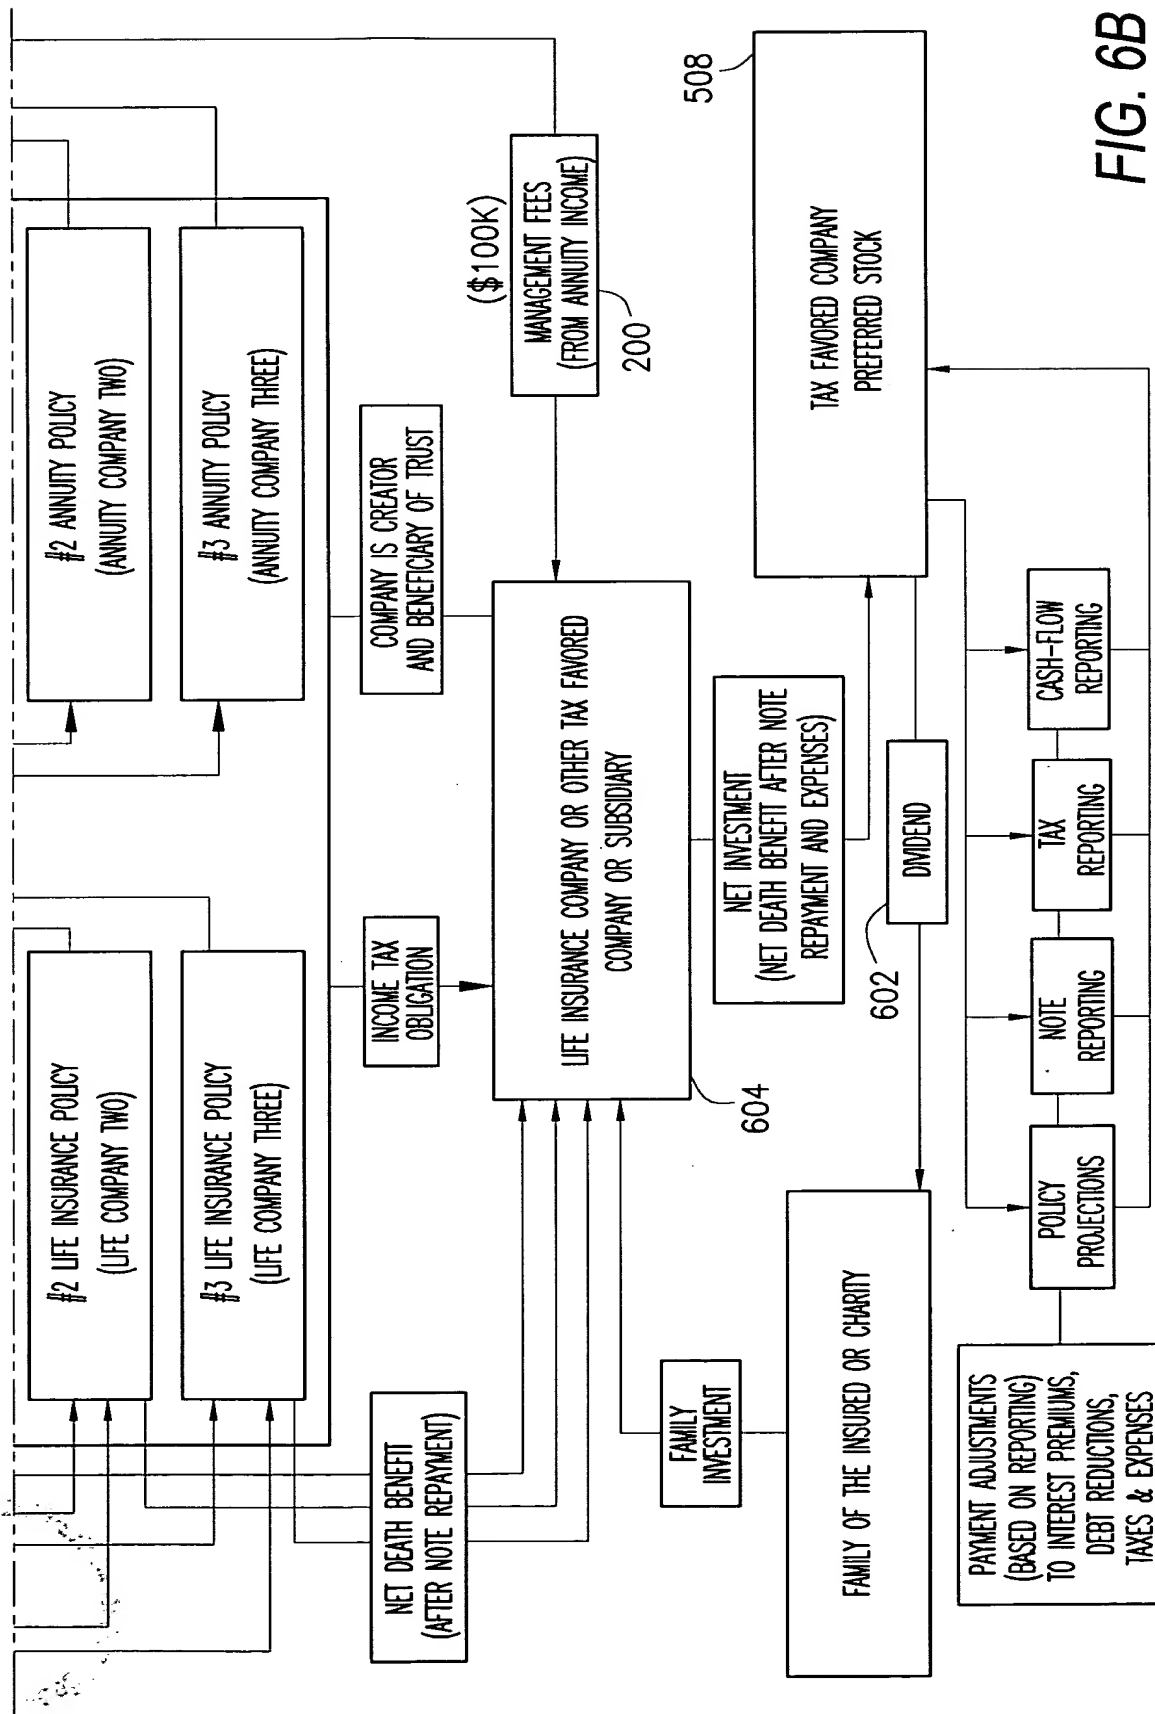 #2 LIFE INSURANCE POLICY
(LIFE COMPANY TWO)
#2 ANNUITY POLICY
(ANNUITY COMPANY TWO)
#3 LIFE INSURANCE POLICY
(LIFE COMPANY THREE)
#3 ANNUITY POLICY
(ANNUITY COMPANY THREE)
NET DEATH BENEFIT
(AFTER NOTE REPAYMENT)
INCOME TAX
OBLIGATION
COMPANY IS CREATOR
AND BENEFICIARY OF TRUST
($100K)
MANAGEMENT FEES
(FROM ANNUITY INCOME)
200
LIFE INSURANCE COMPANY OR OTHER TAX FAVORED
COMPANY OR SUBSIDIARY
604
FAMILY
INVESTMENT
NET INVESTMENT
(NET DEATH BENEFIT AFTER NOTE
REPAYMENT AND EXPENSES)
508
TAX FAVORED COMPANY
PREFERRED STOCK
FAMILY OF THE INSURED OR CHARITY
602
DIVIDEND
PAYMENT ADJUSTMENTS
(BASED ON REPORTING)
TO INTEREST PREMIUMS,
DEBT REDUCTIONS,
TAXES & EXPENSES
POLICY
PROJECTIONS
NOTE
REPORTING
TAX
REPORTING
CASH-FLOW
REPORTING
FIG. 6B